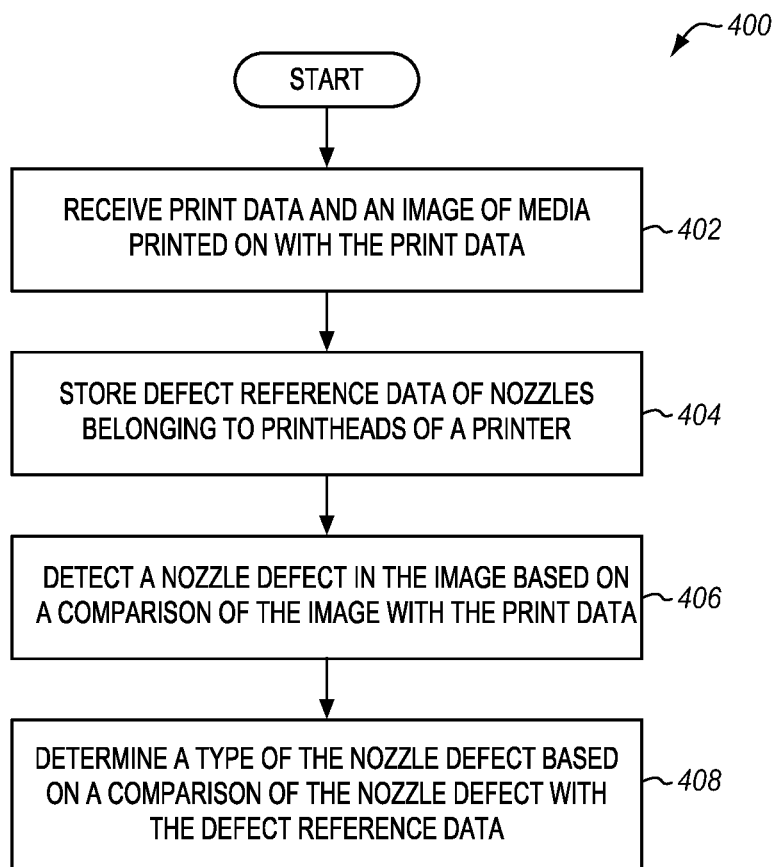 400
START
RECEIVE PRINT DATA AND AN IMAGE OF MEDIA
PRINTED ON WITH THE PRINT DATA
402
STORE DEFECT REFERENCE DATA OF NOZZLES
BELONGING TO PRINTHEADS OF A PRINTER
404
DETECT A NOZZLE DEFECT IN THE IMAGE BASED ON
A COMPARISON OF THE IMAGE WITH THE PRINT DATA
406
DETERMINE A TYPE OF THE NOZZLE DEFECT BASED
ON A COMPARISON OF THE NOZZLE DEFECT WITH
THE DEFECT REFERENCE DATA
408